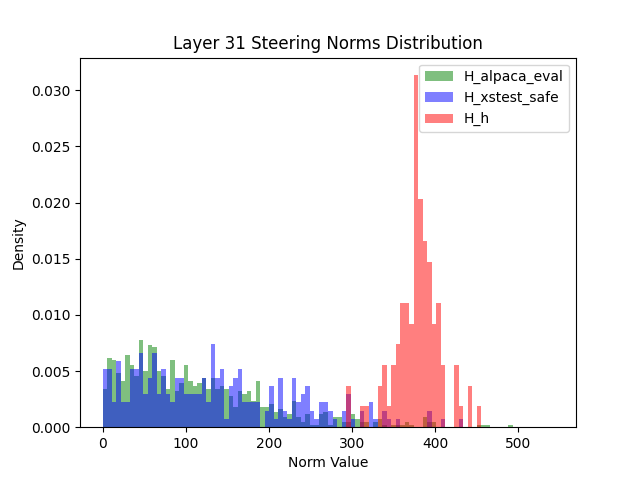 Layer 31 Steering Norms Distribution
H_alpaca_eval
H_xstest_safe
H_h
0.030
0.025
0.020
0.015
0.010
0.005
0.000
Density
0
100
200
300
400
500
Norm Value